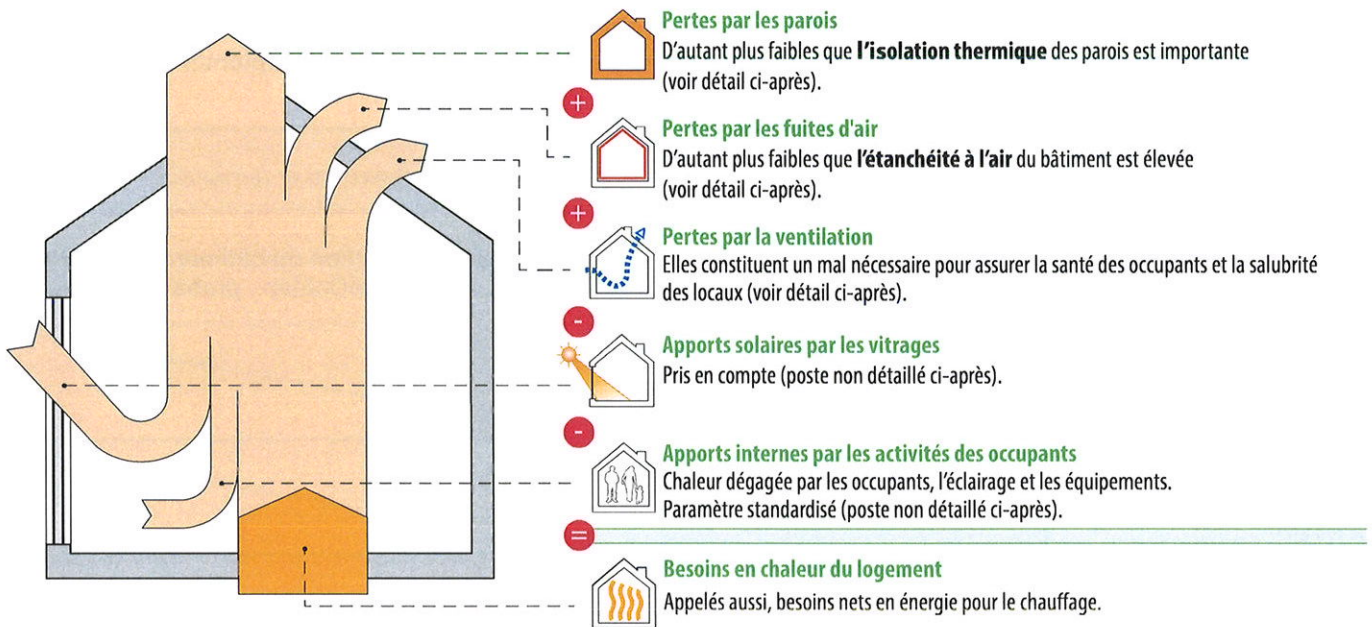 Pertes par les parois
D'autant plus faibles que l'isolation thermique des parois est importante
(voir détail ci-après).
+
Pertes par les fuites d'air
D'autant plus faibles que l'étanchéité à l'air du bâtiment est élevée
(voir détail ci-après).
+
Pertes par la ventilation
Elles constituent un mal nécessaire pour assurer la santé des occupants et la salubrité
des locaux (voir détail ci-après).
-
Apports solaires par les vitrages
Pris en compte (poste non détaillé ci-après).
-
Apports internes par les activités des occupants
Chaleur dégagée par les occupants, l'éclairage et les équipements.
Paramètre standardisé (poste non détaillé ci-après).
=
Besoins en chaleur du logement
Appelés aussi, besoins nets en énergie pour le chauffage.